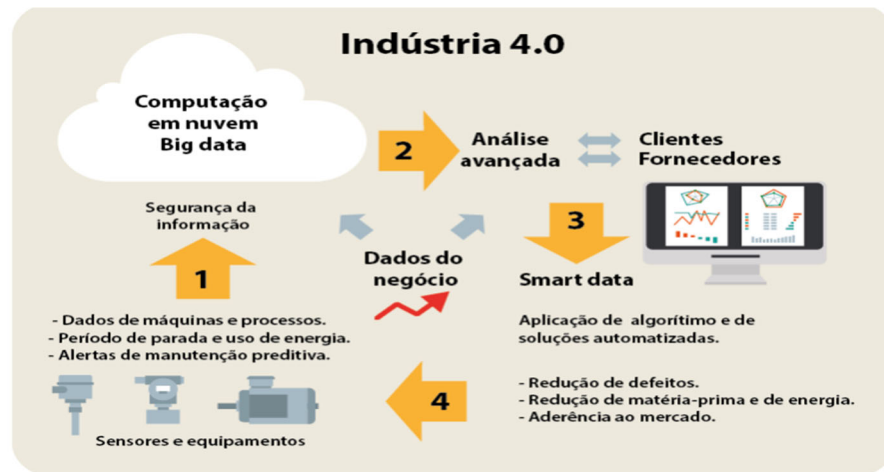 Indústria 4.0
Computação
em nuvem
Big data
2
Análise
avançada
Clientes
Fornecedores
Segurança da
informação
1
Dados do
negócio
3
Smart data
- Dados de máquinas e processos.
- Período de parada e uso de energia.
- Alertas de manutenção preditiva.
Aplicação de algorítimo e de
soluções automatizadas.
4
- Redução de defeitos.
- Redução de matéria-prima e de energia.
- Aderência ao mercado.
Sensores e equipamentos